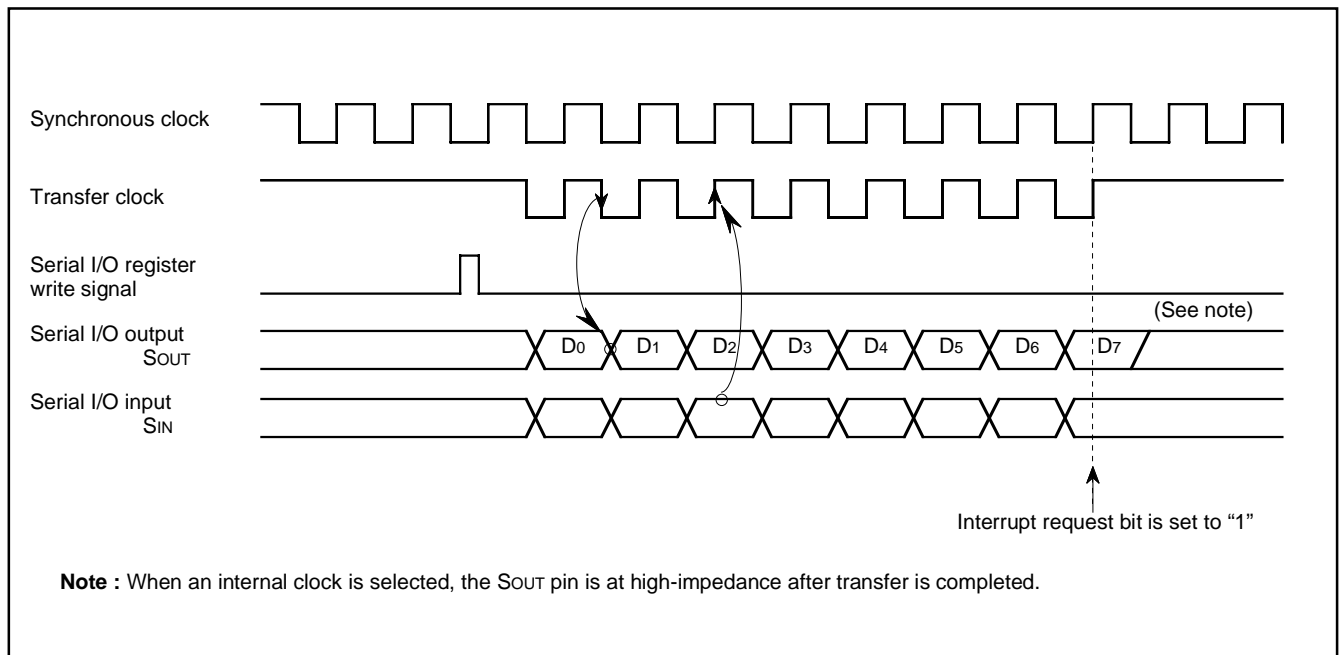 Synchronous clock
Transfer clock
Serial I/O register
write signal
(See note)
Serial I/O output
SOUT
D0 D1 D2 D3 D4 D5 D6 D7
Serial I/O input
SIN
Interrupt request bit is set to “1”
Note : When an internal clock is selected, the SOUT pin is at high-impedance after transfer is completed.